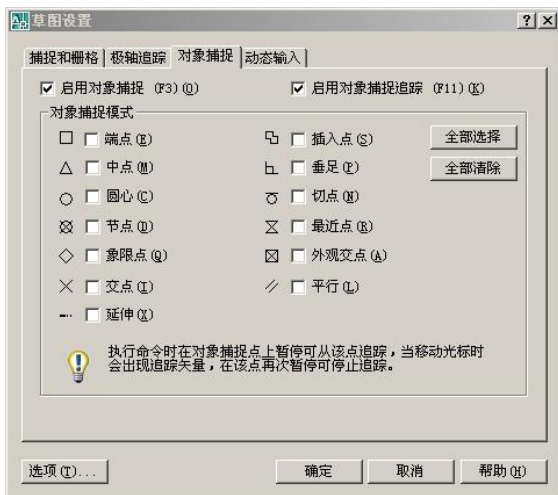 草图设置
捕捉和栅格 极轴追踪 对象捕捉 动态输入
启用对象捕捉 (F3)(O) 启用对象捕捉追踪 (F11)(K)
对象捕捉模式
端点(E) 插入点(S) 全部选择
中点(M) 垂足(P) 全部清除
圆心(C) 切点(N)
节点(D) 最近点(R)
象限点(Q) 外观交点(A)
交点(I) 平行(L)
延伸(X)
执行命令时在对象捕捉点上暂停可从该点追踪，当移动光标时
会出现追踪矢量，在该点再次暂停可停止追踪。
选项(T)... 确定 取消 帮助(H)